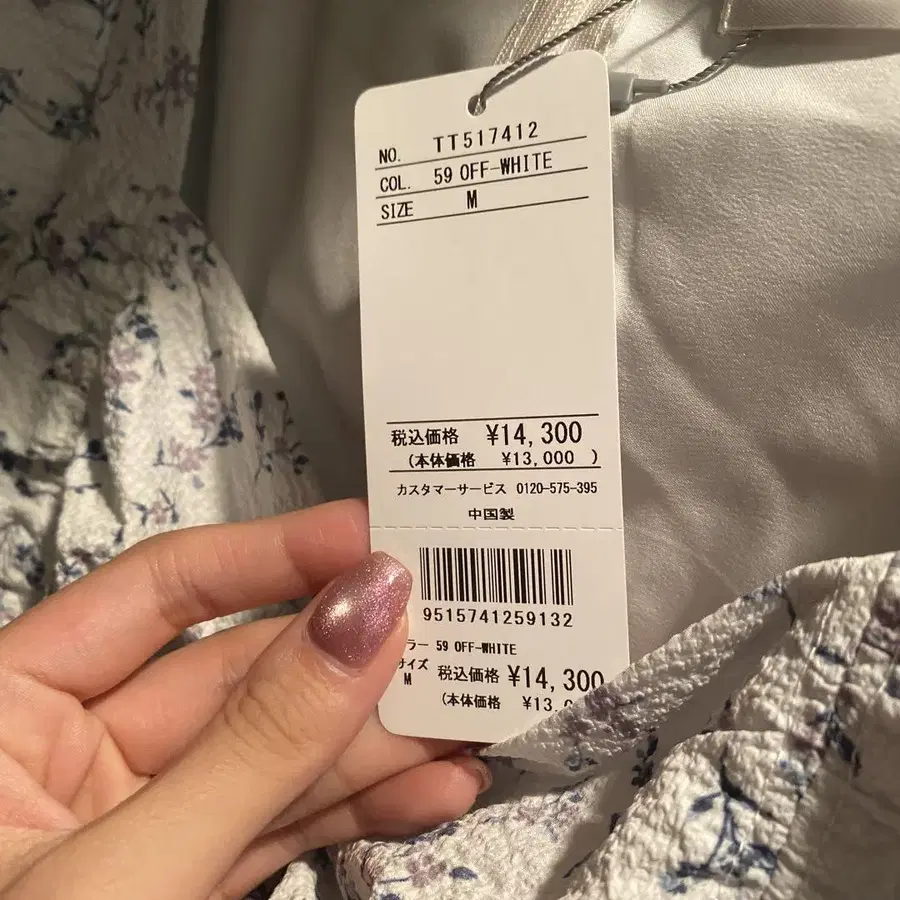 NO. TT517412
COL. 59 OFF-WHITE
SIZE M
税込価格 ¥14,300
(本体価格 ¥13,000 )
カスタマーサービス 0120-575-395
中国製
9515741259132
ラー 59 OFF-WHITE
サイズ
M
税込価格 ¥14,300
(本体価格 ¥13,